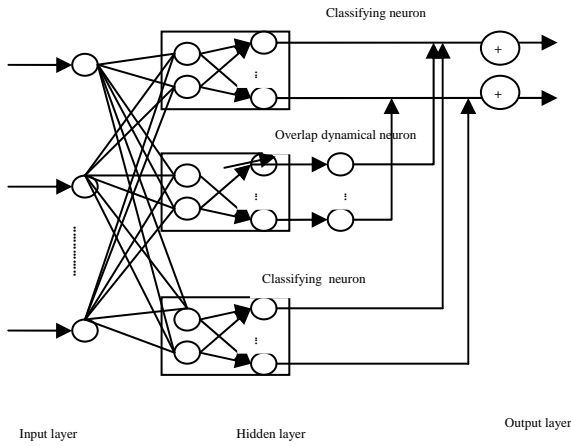 Classifying neuron
+
+
Overlap dynamical neuron
Classifying neuron
Input layer
Hidden layer
Output layer